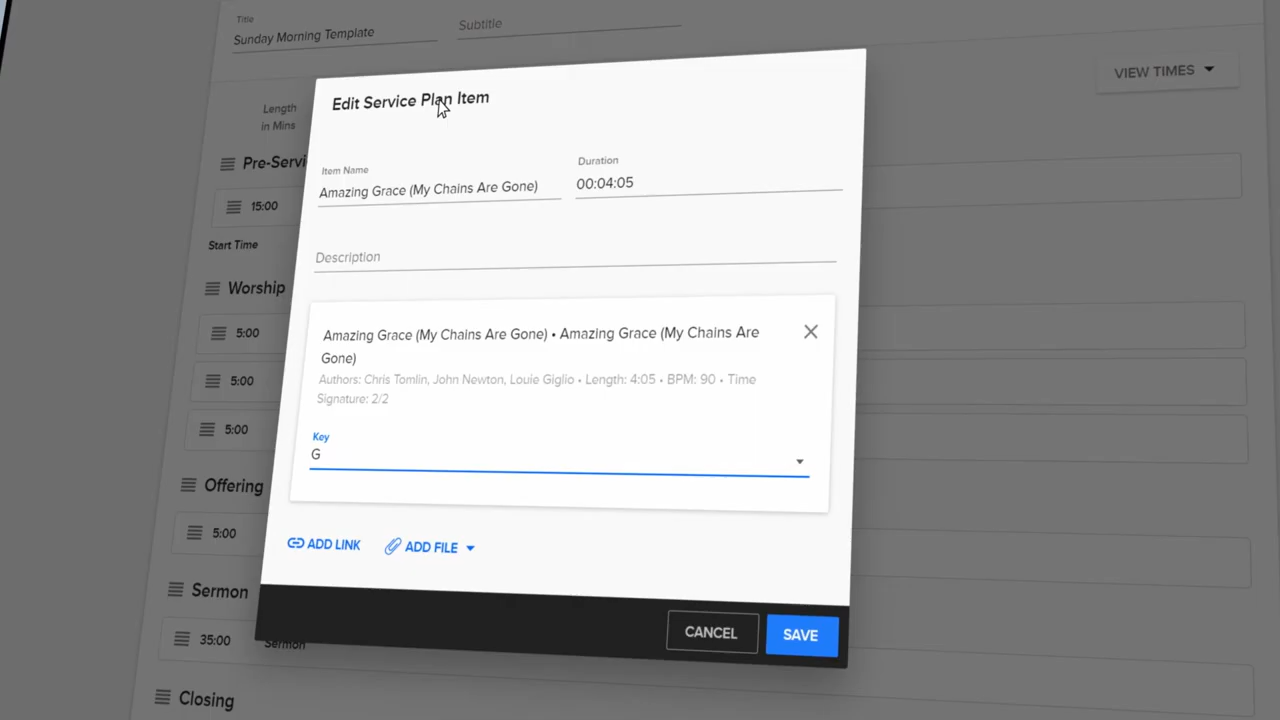 Title
Sunday Morning Template
Subtitle
VIEW TIMES
Length
in Mins
Edit Service Plan Item
Pre-Servi
15:00
Start Time
Item Name
Amazing Grace (My Chains Are Gone)
Duration
00:04:05
Description
Worship
5:00
5:00
5:00
Amazing Grace (My Chains Are Gone) • Amazing Grace (My Chains Are
Gone)
Authors: Chris Tomlin, John Newton, Louie Giglio • Length: 4:05 • BPM: 90 • Time
Signature: 2/2
Key
G
Offering
5:00
ADD LINK
ADD FILE
Sermon
35:00
Sermon
CANCEL
SAVE
Closing